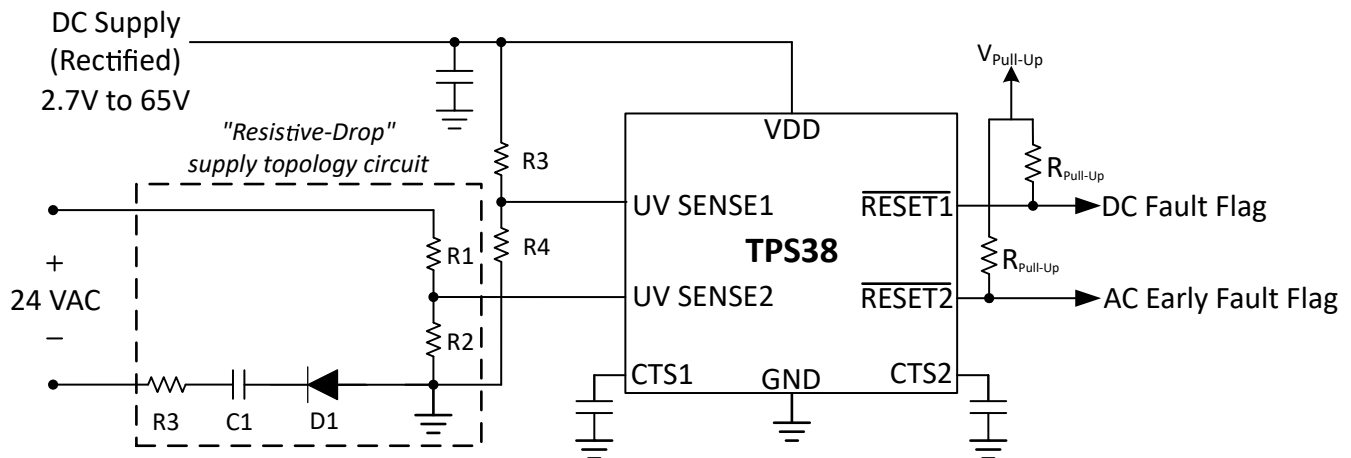 DC Supply
(Rectified)
2.7V to 65V
"Resistive-Drop"
supply topology circuit
+
24 VAC
−
R1
R2
R3
C1
D1
R3
R4
VDD
UV SENSE1
UV SENSE2
TPS38
RESET1
RESET2
CTS1
GND
CTS2
VPull-Up
RPull-Up
RPull-Up
DC Fault Flag
AC Early Fault Flag